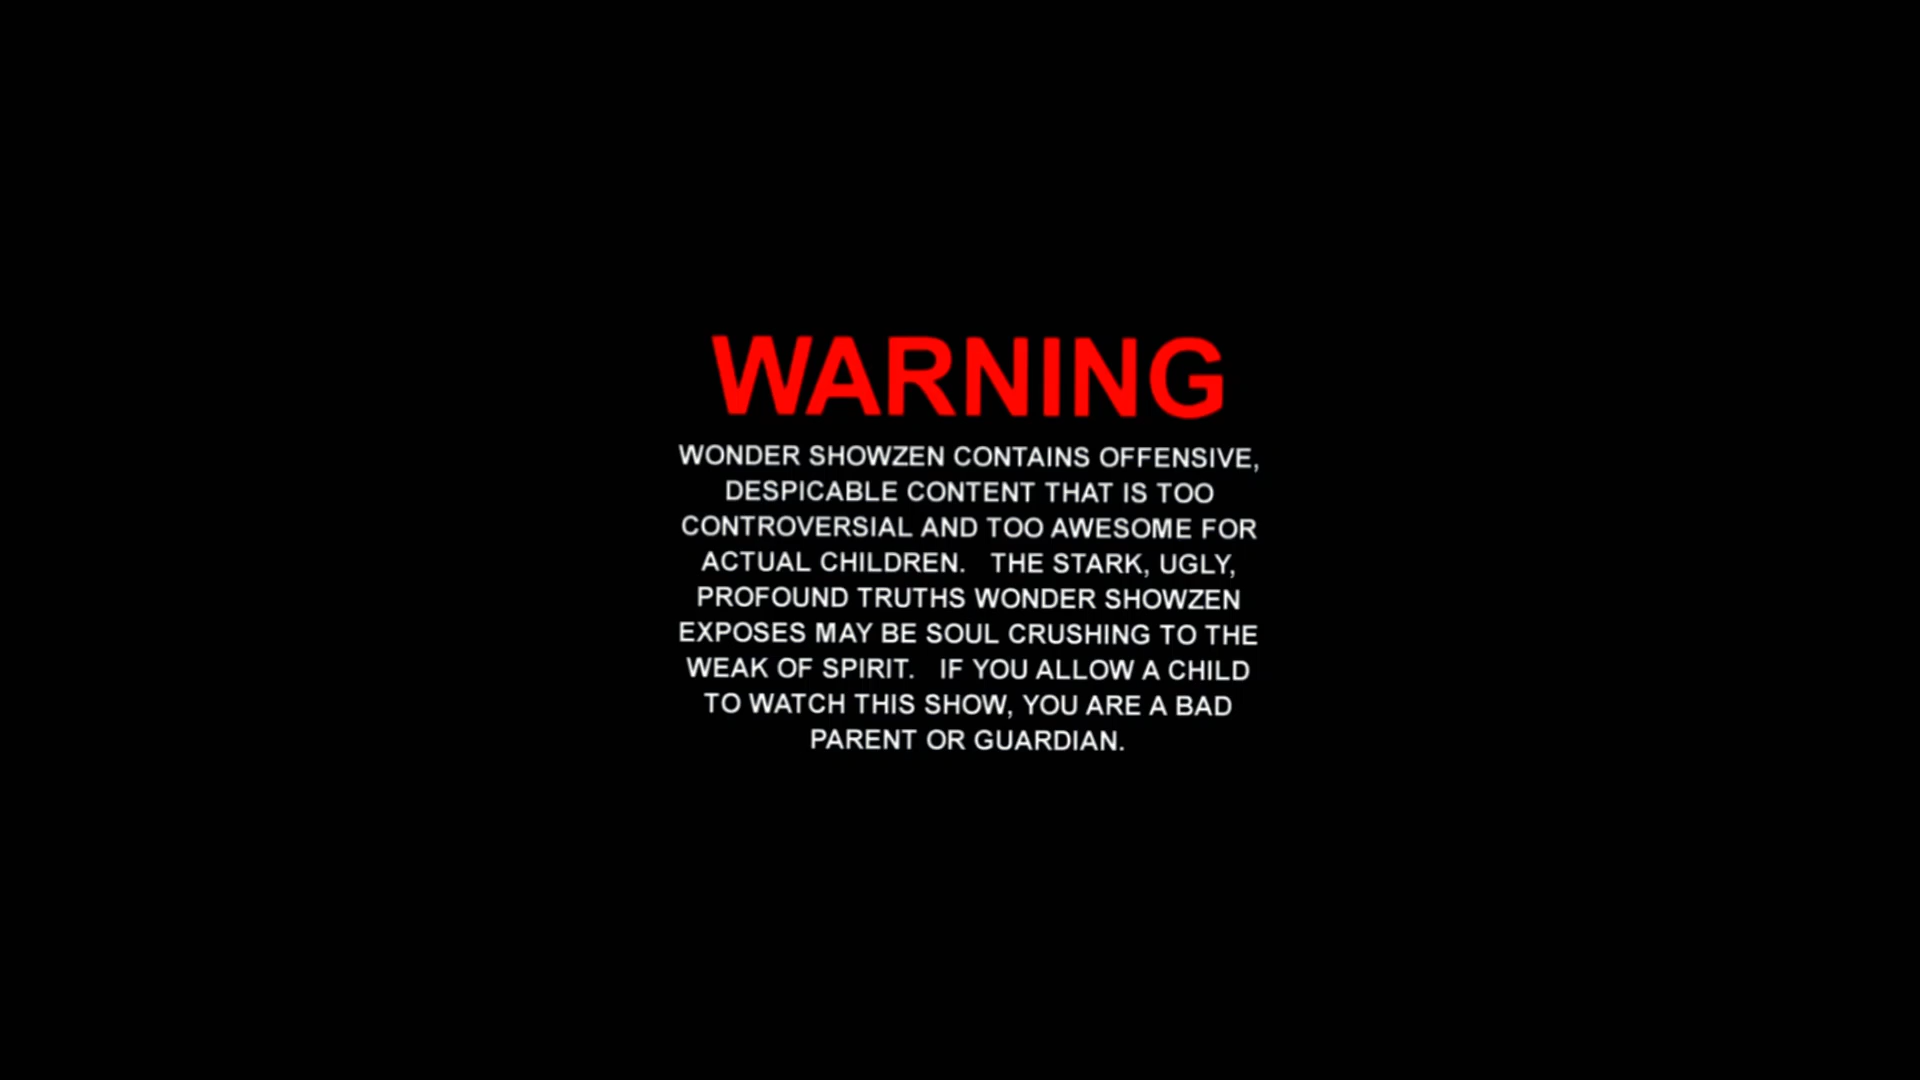 WARNING
WONDER SHOWZEN CONTAINS OFFENSIVE,
DESPICABLE CONTENT THAT IS TOO
CONTROVERSIAL AND TOO AWESOME FOR
ACTUAL CHILDREN.   THE STARK, UGLY,
PROFOUND TRUTHS WONDER SHOWZEN
EXPOSES MAY BE SOUL CRUSHING TO THE
WEAK OF SPIRIT.   IF YOU ALLOW A CHILD
TO WATCH THIS SHOW, YOU ARE A BAD
PARENT OR GUARDIAN.